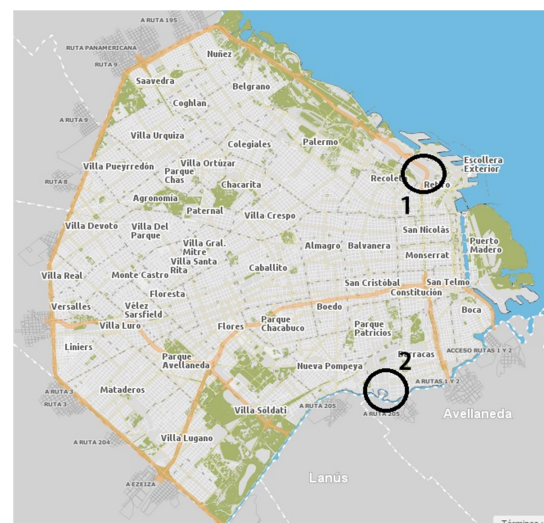 A RUTA 195
RUTA PANAMERICANA
RUTA 9
Nuñez
Saavedra
Belgrano
Coghlan
A RUTA 9
Villa Urquiza
Colegiales
Palermo
Escollera
Exterior
Villa Pueyrredón
Villa Ortúzar
Parque
Chas
Chacarita
Recoleta
Retiro
RUTA 8
1
Agronomía
Paternal
Villa Crespo
Villa Devoto
Villa Del
Parque
San Nicolás
Puerto
Madero
Villa Gral.
Mitre
Almagro
Balvanera
Monserrat
Villa Santa
Rita
Villa Real
Monte Castro
Caballito
San Cristóbal
San Telmo
Constitución
Floresta
Versalles
Vélez
Sarsfield
Boedo
Boca
Villa Luro
Flores
Parque
Chacabuco
Parque
Patricios
Liniers
Parque
Avellaneda
Barracas
ACCESO RUTAS 1 Y 2
2
Nueva Pompeya
Mataderos
A RUTAS 1 Y 2
A RUTA 3
RUTA 3
Villa Soldati
A RUTA 205
A RUTA 205
Avellaneda
A RUTA 204
Villa Lugano
Lanús
A EZEIZA